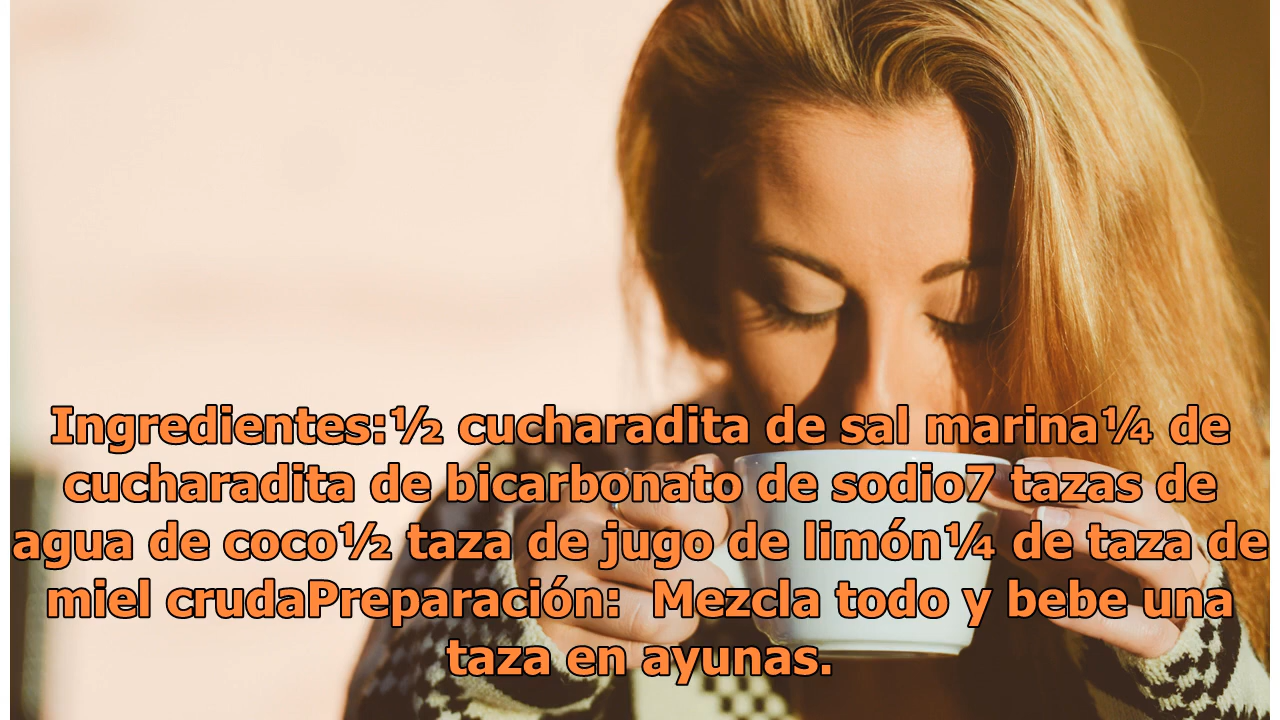 Ingredientes:½ cucharadita de sal marina¼ de
cucharadita de bicarbonato de sodio7 tazas de
agua de coco½ taza de jugo de limón¼ de taza de
miel crudaPreparación:  Mezcla todo y bebe una
taza en ayunas.